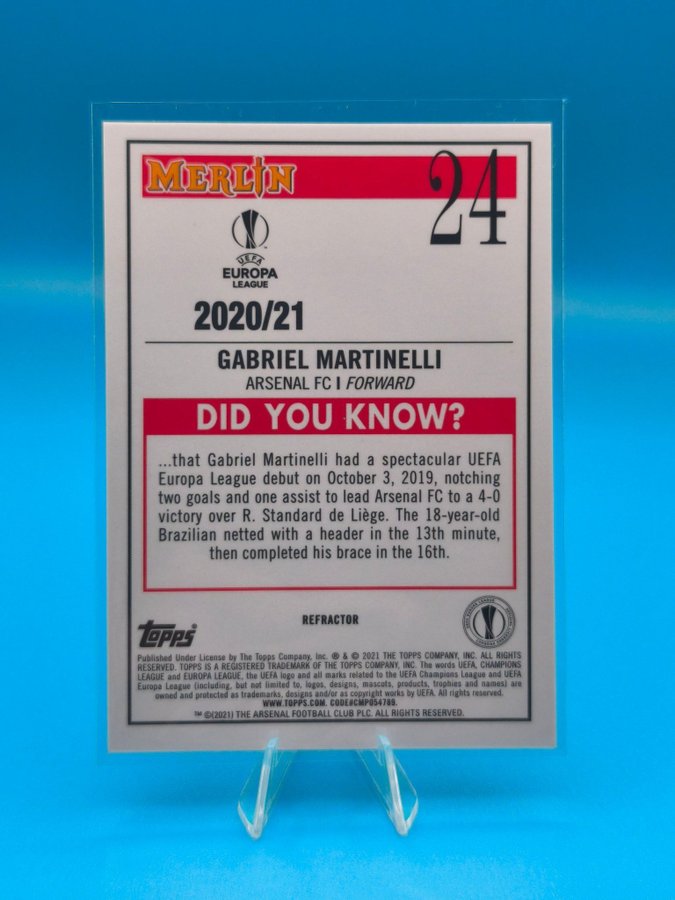 MERLIN
24
UEFA
EUROPA
LEAGUE
2020/21
GABRIEL MARTINELLI
ARSENAL FC I FORWARD
DID YOU KNOW?
...that Gabriel Martinelli had a spectacular UEFA
Europa League debut on October 3, 2019, notching
two goals and one assist to lead Arsenal FC to a 4-0
victory over R. Standard de Liège. The 18-year-old
Brazilian netted with a header in the 13th minute,
then completed his brace in the 16th.
REFRACTOR
topps
Published Under License by The Topps Company, Inc. ® & © 2021 THE TOPPS COMPANY, INC. ALL RIGHTS
RESERVED. TOPPS IS A REGISTERED TRADEMARK OF THE TOPPS COMPANY, INC. The words UEFA, CHAMPIONS
LEAGUE and EUROPA LEAGUE, the UEFA logo and all marks related to the UEFA Champions League and UEFA
Europa League (including, but not limited to, logos, designs, mascots, products, trophies and names) are
owned and protected as trademarks, designs and/or as copyright works by UEFA. All rights reserved.
WWW.TOPPS.COM. CODE#CMP054789.
™ ©(2021) THE ARSENAL FOOTBALL CLUB PLC. ALL RIGHTS RESERVED.